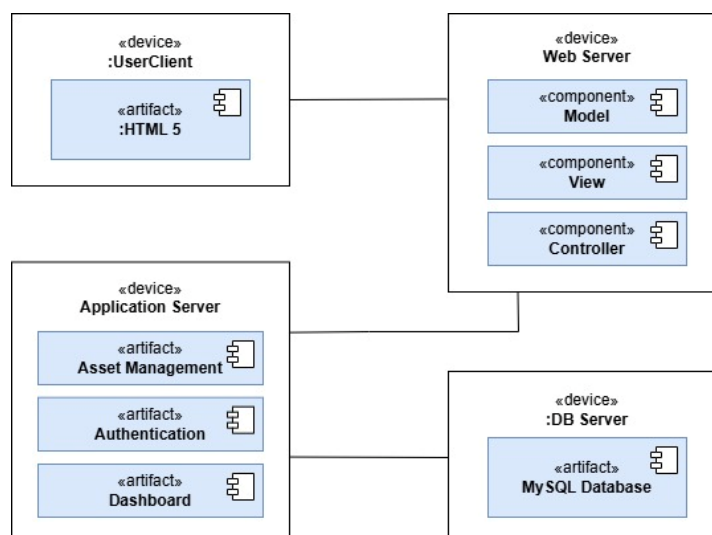 «device»
:UserClient
«artifact»
:HTML 5
«device»
Web Server
«component»
Model
«component»
View
«component»
Controller
«device»
Application Server
«artifact»
Asset Management
«artifact»
Authentication
«artifact»
Dashboard
«device»
:DB Server
«artifact»
MySQL Database